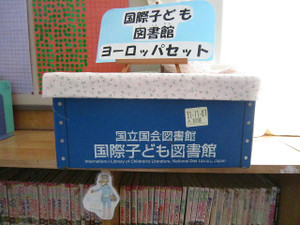 国際子ども
図書館
ヨーロッパセット
国立国会図書館
国際子ども図書館
International Library of Children's Literature, National Diet Library, Japan